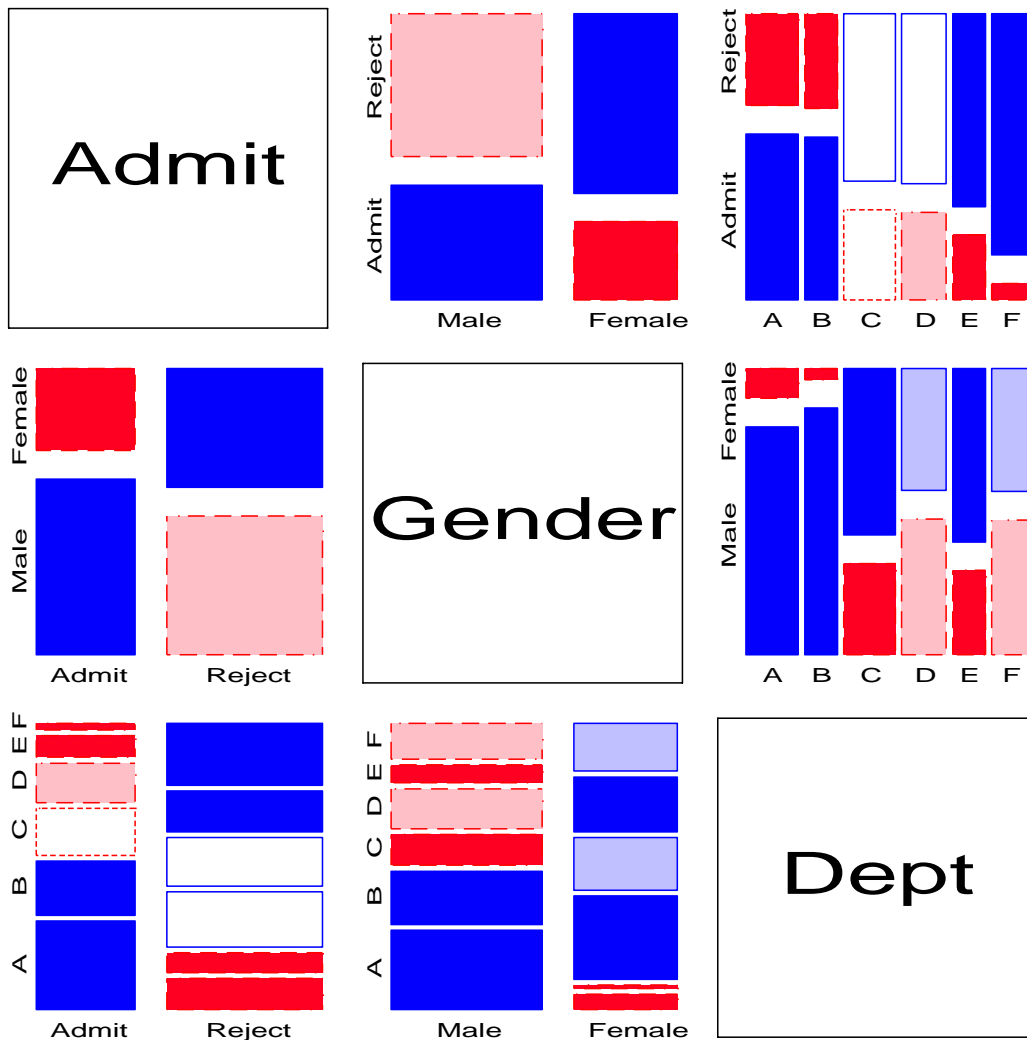 Admit
Reject
Admit
Male Female
Reject
Admit
A B C D E F
Female
Male
Admit Reject
Gender
Female
Male
A B C D E F
F
E
D
C
B
A
Admit Reject
F
E
D
C
B
A
Male Female
Dept